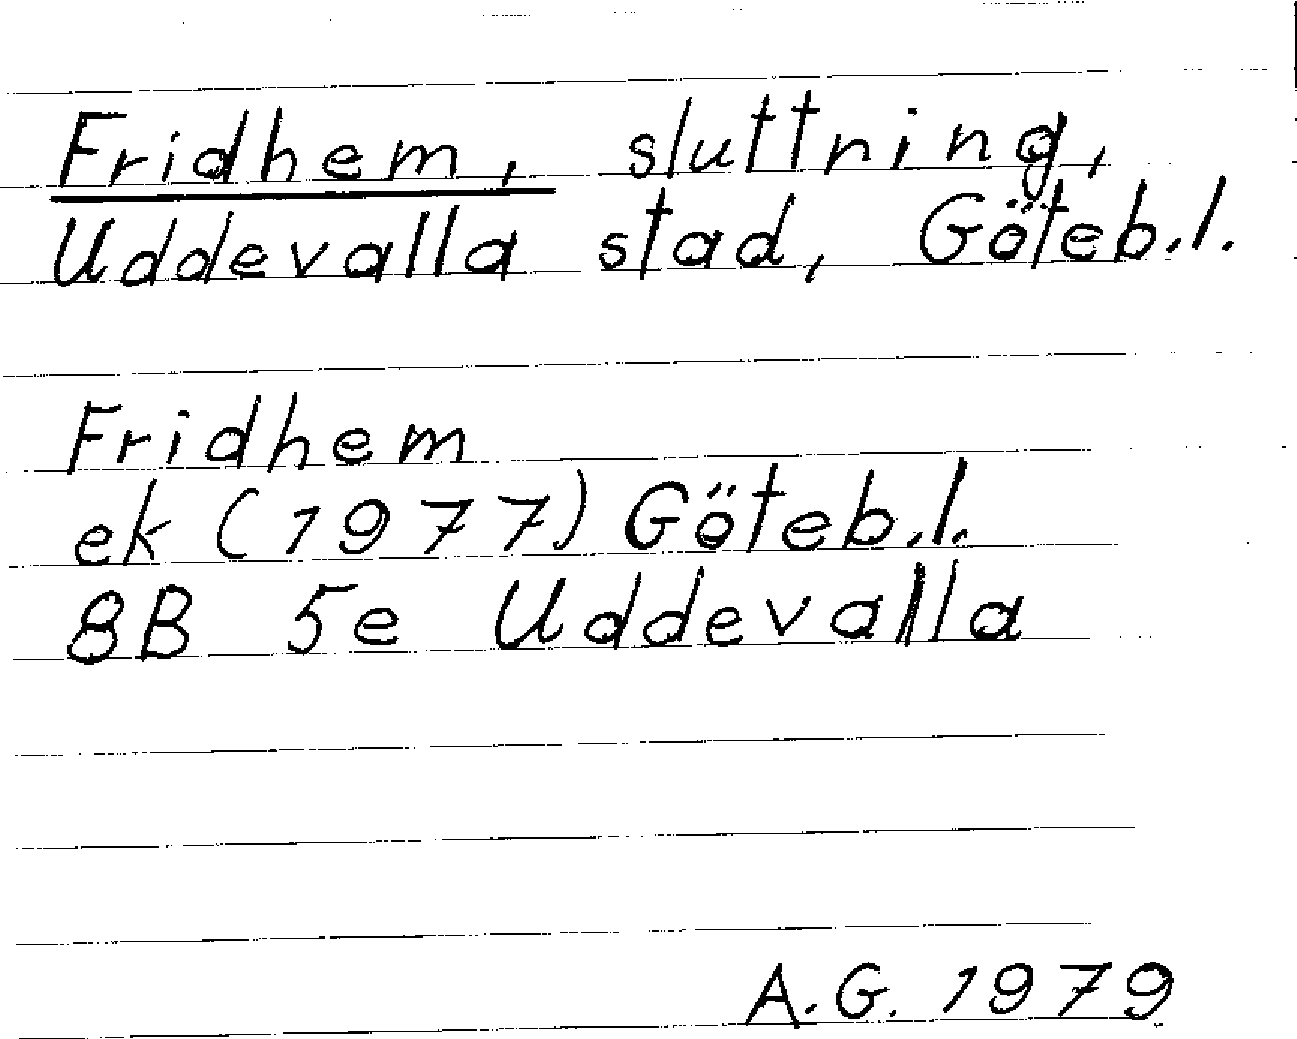 Fridhem, sluttning,
Uddevalla stad, Göteb.l.
Fridhem
ek (1977) Göteb.l.
8B 5e Uddevalla
A.G. 1979